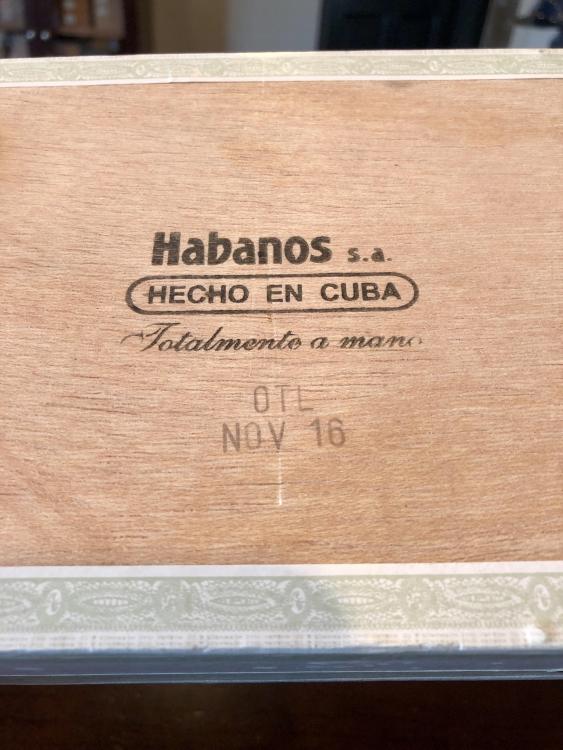 Habanos s.a.
HECHO EN CUBA
Totalmente a mano
OTL
NOV 16